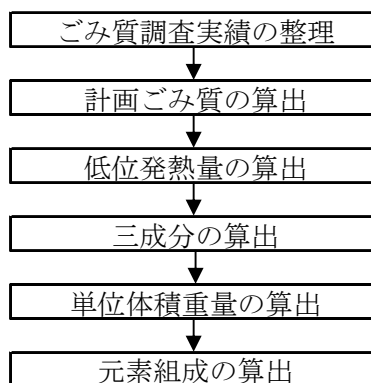 ごみ質調査実績の整理
計画ごみ質の算出
低位発熱量の算出
三成分の算出
単位体積重量の算出
元素組成の算出